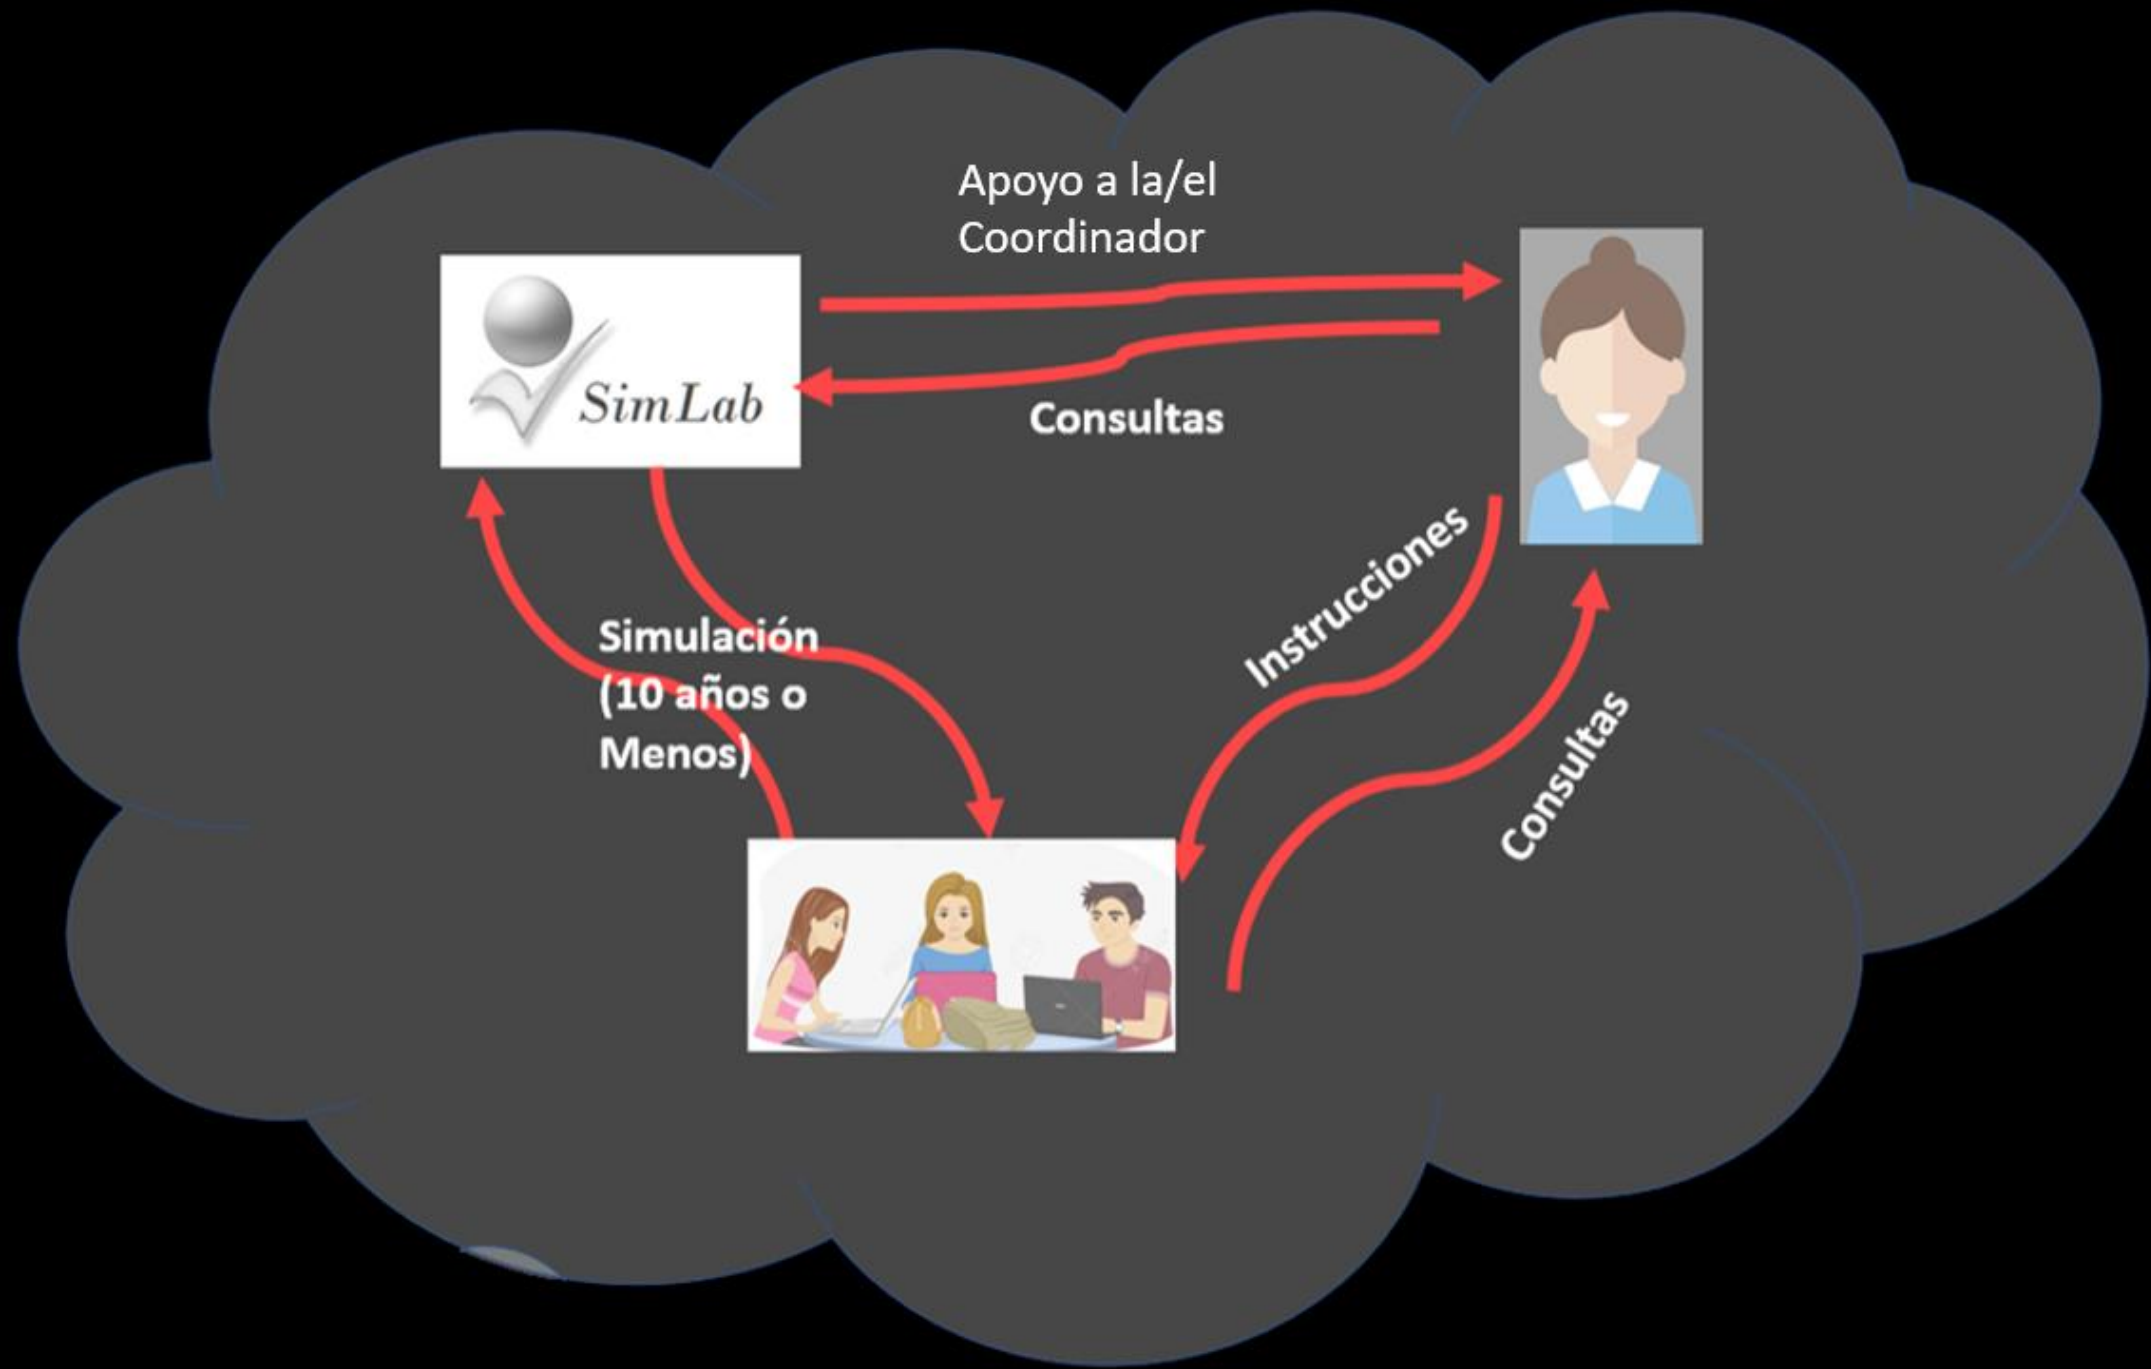 Apoyo a la/el
Coordinador
SimLab
Consultas
Instrucciones
Simulación
(10 años o
Menos)
Consultas